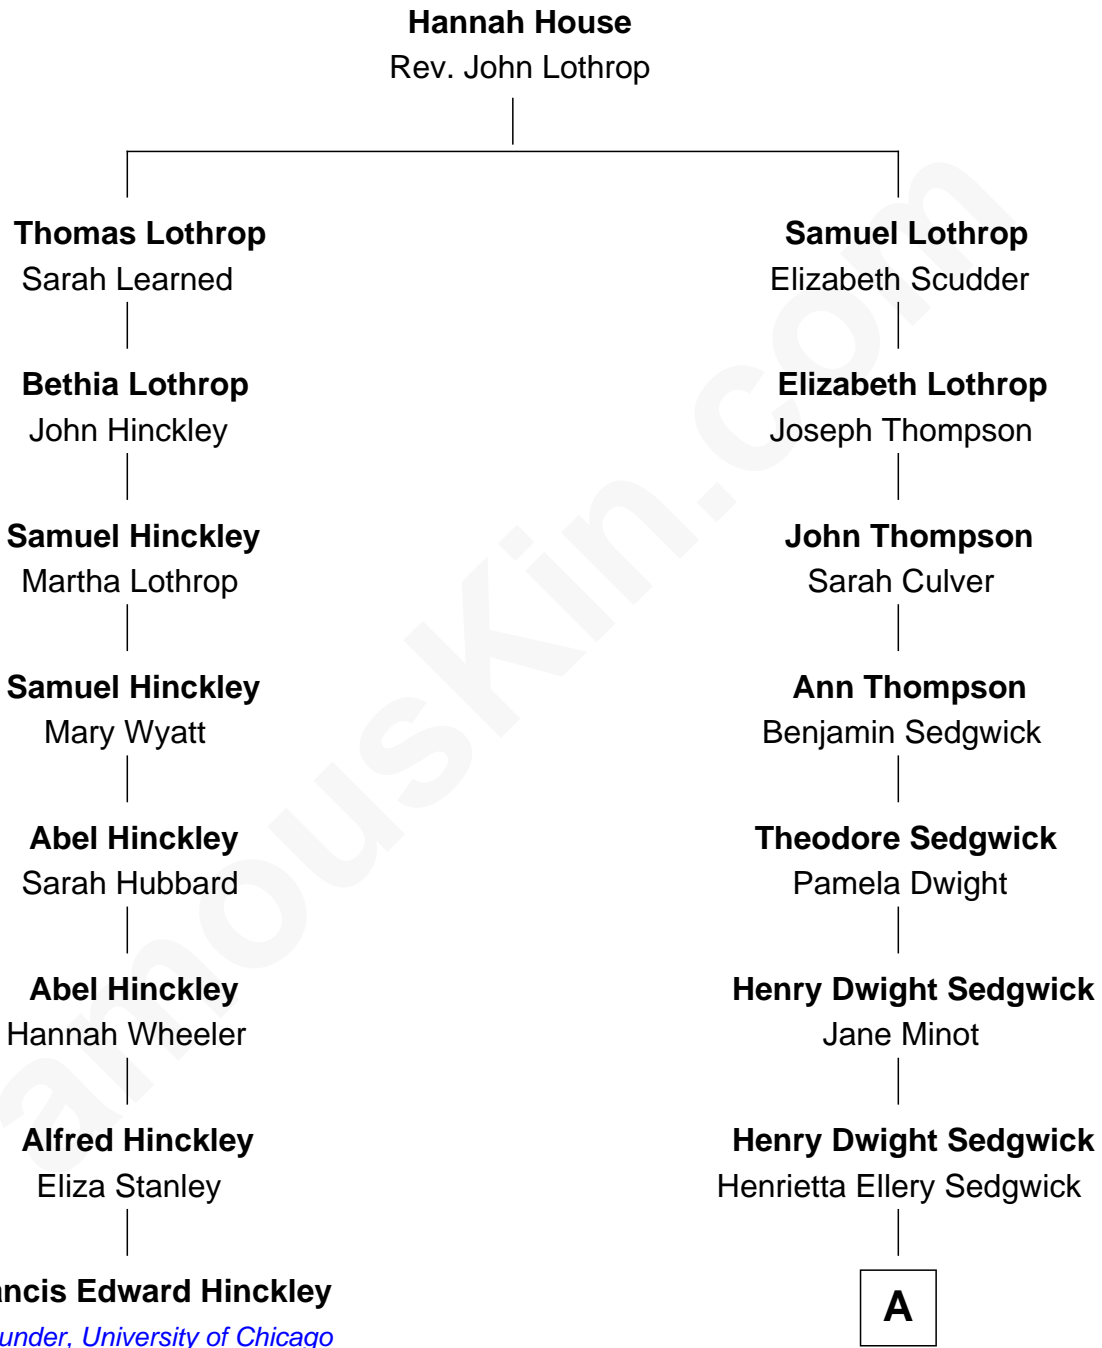 Hannah House
Rev. John Lothrop
Thomas Lothrop
Sarah Learned
Samuel Lothrop
Elizabeth Scudder
Bethia Lothrop
John Hinckley
Elizabeth Lothrop
Joseph Thompson
Samuel Hinckley
Martha Lothrop
John Thompson
Sarah Culver
Samuel Hinckley
Mary Wyatt
Ann Thompson
Benjamin Sedgwick
Abel Hinckley
Sarah Hubbard
Theodore Sedgwick
Pamela Dwight
Abel Hinckley
Hannah Wheeler
Henry Dwight Sedgwick
Jane Minot
Alfred Hinckley
Eliza Stanley
Henry Dwight Sedgwick
Henrietta Ellery Sedgwick
ancis Edward Hinckley
under, University of Chicago
A
amouskin.com